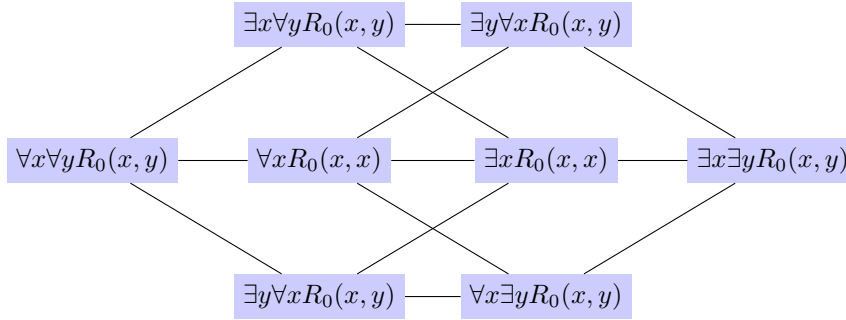 ∃x∀yR₀(x, y) ∃y∀xR₀(x, y)
∀x∀yR₀(x, y) ∀xR₀(x, x) ∃xR₀(x, x) ∃x∃yR₀(x, y)
∃y∀xR₀(x, y) ∀x∃yR₀(x, y)